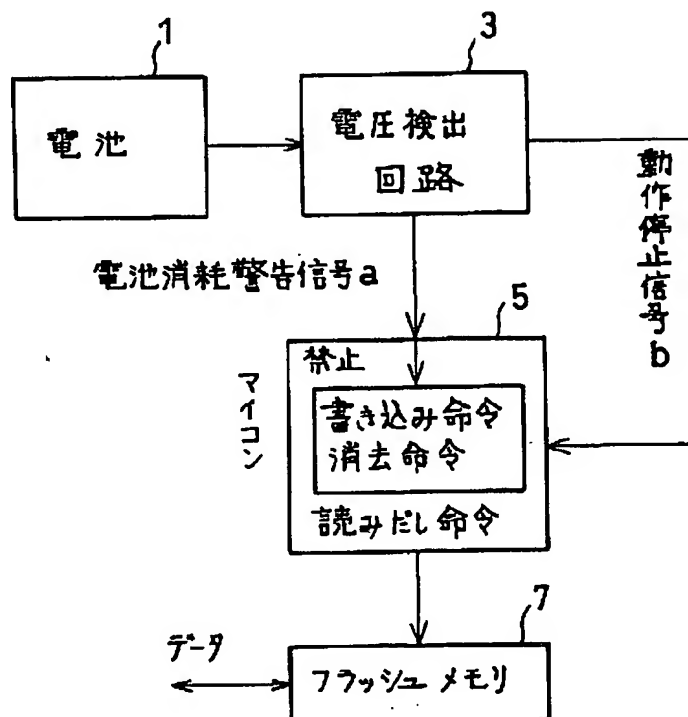 1
電池
3
電圧検出
回路
電池消耗警告信号a
動作停止信号b
5
マイコン
禁止
書き込み命令
消去命令
読みだし命令
7
データ
フラッシュメモリ